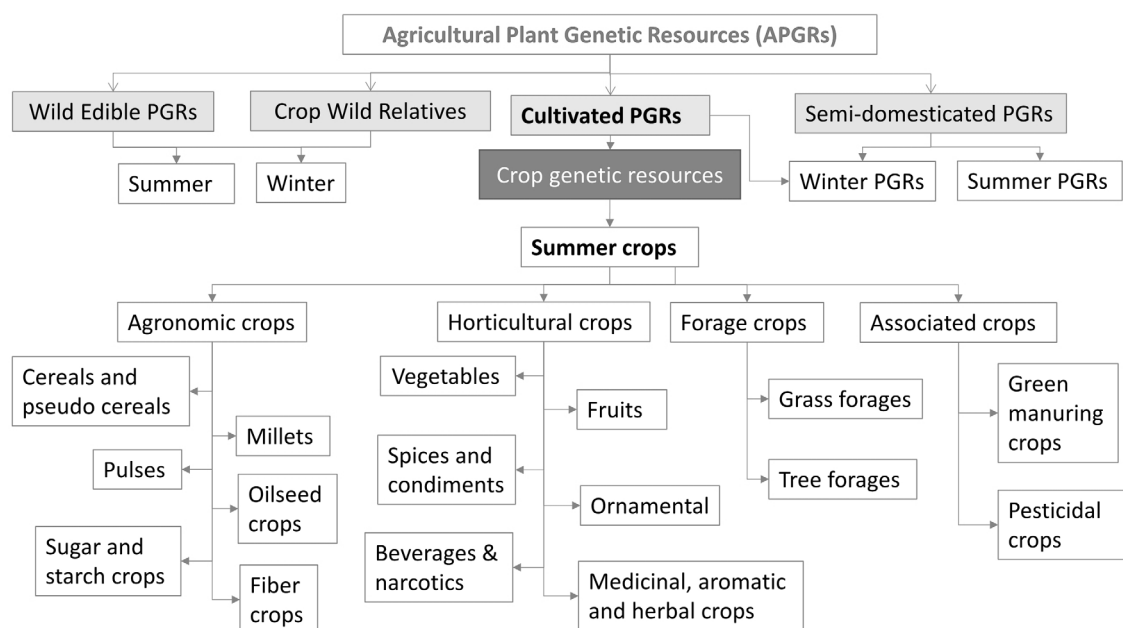 Agricultural Plant Genetic Resources (APGRs)
Wild Edible PGRs
Crop Wild Relatives
Cultivated PGRs
Semi-domesticated PGRs
Summer
Winter
Crop genetic resources
Winter PGRs
Summer PGRs
Summer crops
Agronomic crops
Horticultural crops
Forage crops
Associated crops
Cereals and
pseudo cereals
Millets
Pulses
Oilseed
crops
Sugar and
starch crops
Fiber
crops
Vegetables
Fruits
Spices and
condiments
Ornamental
Beverages &
narcotics
Medicinal, aromatic
and herbal crops
Grass forages
Tree forages
Green
manuring
crops
Pesticidal
crops